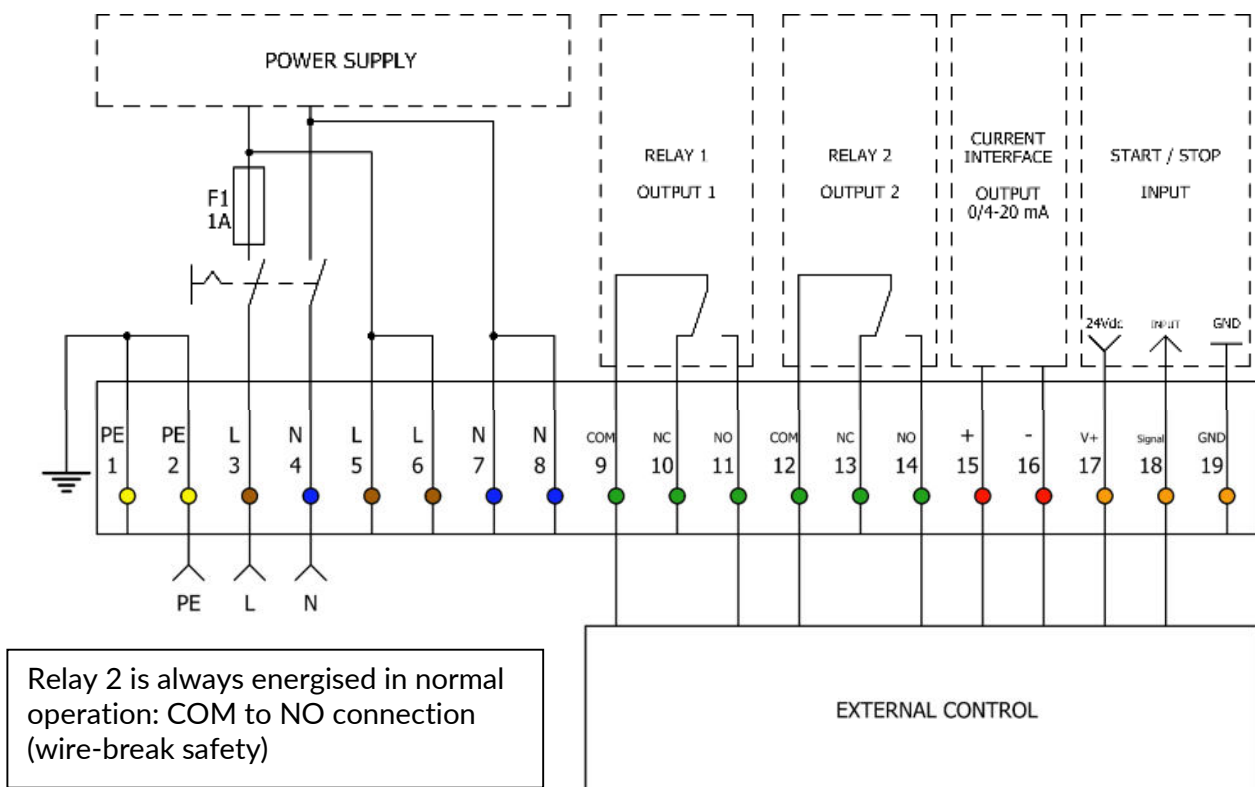 POWER SUPPLY
RELAY 1
OUTPUT 1
RELAY 2
OUTPUT 2
CURRENT
INTERFACE
OUTPUT
0/4-20 mA
START / STOP
INPUT
F1
1A
24Vdc
INPUT
GND
PE
1
PE
2
L
3
N
4
L
5
L
6
N
7
N
8
COM
9
NC
10
NO
11
COM
12
NC
13
NO
14
+
15
-
16
V+
17
Signal
18
GND
19
PE
L
N
Relay 2 is always energised in normal
operation: COM to NO connection
(wire-break safety)
EXTERNAL CONTROL